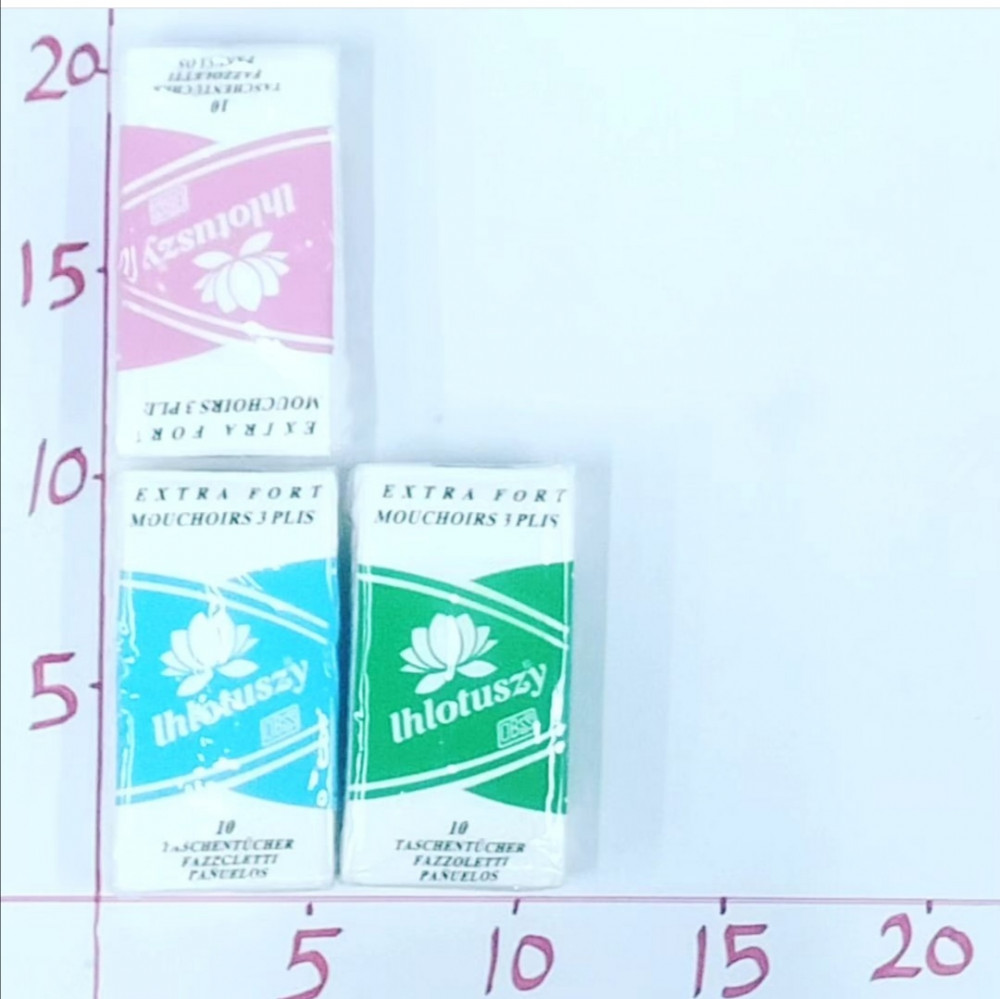 20
PAÑUELOS
FAZZOLETTI
TASCHENTÜCHER
10
lhlotuszy
15
MOUCHOIRS 3 PLIS
EXTRA FORT
10
EXTRA FORT
MOUCHOIRS 3 PLIS
lhlotuszy
10
TASCHENTÜCHER
FAZZOLETTI
PAÑUELOS
EXTRA FORT
MOUCHOIRS 3 PLIS
lhlotuszy
10
TASCHENTÜCHER
FAZZOLETTI
PAÑUELOS
5
5
10
15
20